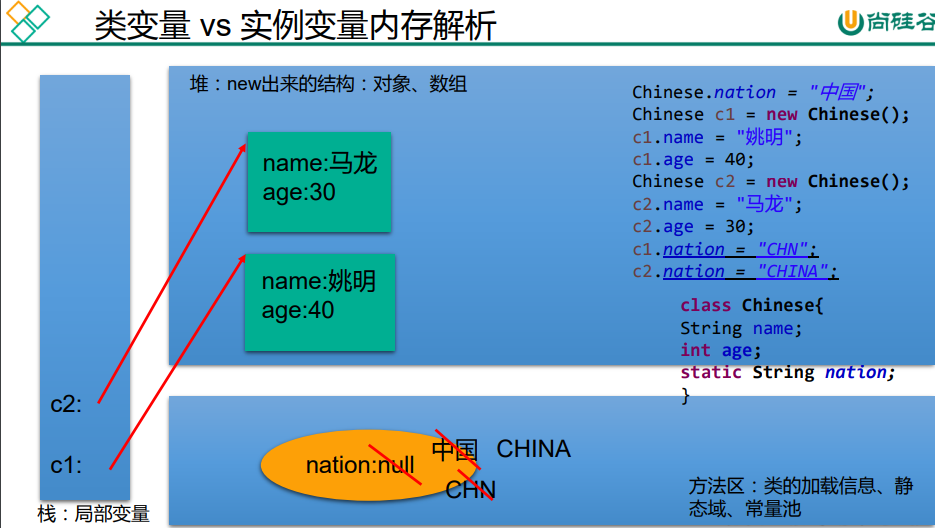 类变量 vs 实例变量内存解析
尚硅谷
堆：new出来的结构：对象、数组
name:马龙
age:30
name:姚明
age:40
Chinese.nation = "中国";
Chinese c1 = new Chinese();
c1.name = "姚明";
c1.age = 40;
Chinese c2 = new Chinese();
c2.name = "马龙";
c2.age = 30;
c1.nation = "CHN";
c2.nation = "CHINA";
class Chinese{
String name;
int age;
static String nation;
}
c2:
c1:
栈：局部变量
nation:null
中国 CHINA
CHN
方法区：类的加载信息、静
态域、常量池